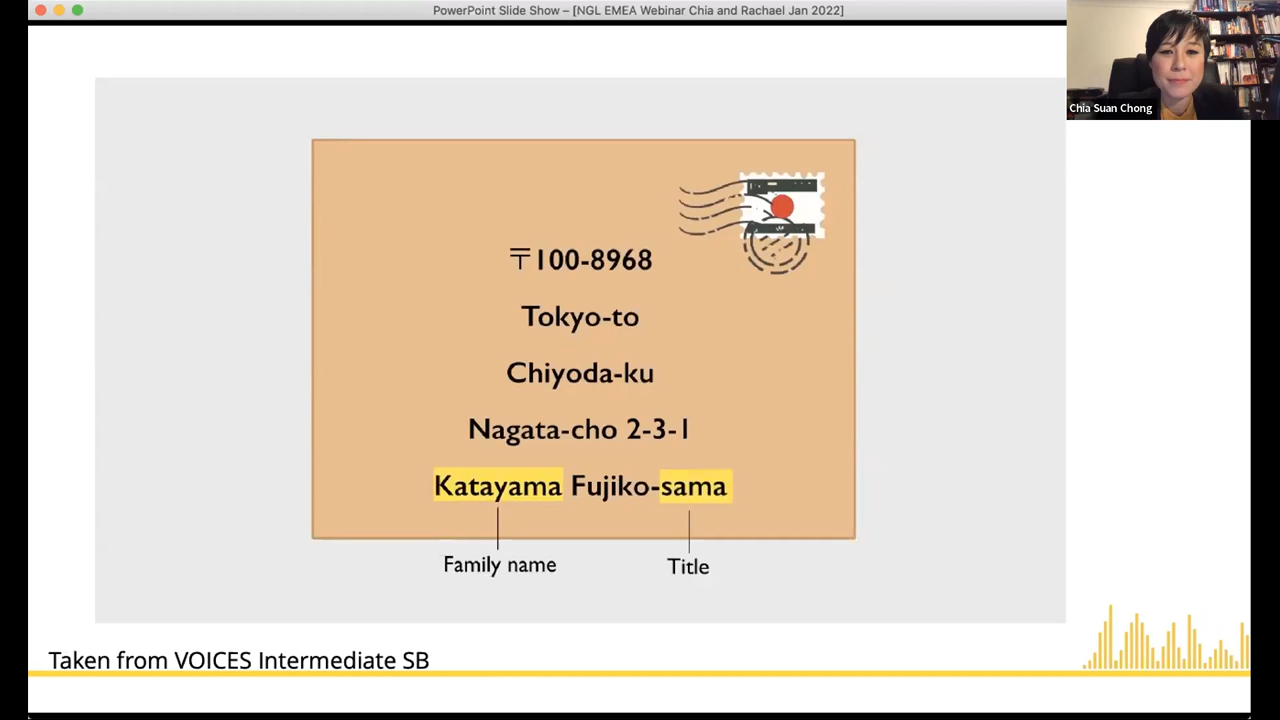 PowerPoint Slide Show – [NGL EMEA Webinar Chia and Rachael Jan 2022]
Chia Suan Chong
〒100-8968
Tokyo-to
Chiyoda-ku
Nagata-cho 2-3-1
Katayama Fujiko-sama
Family name
Title
Taken from VOICES Intermediate SB